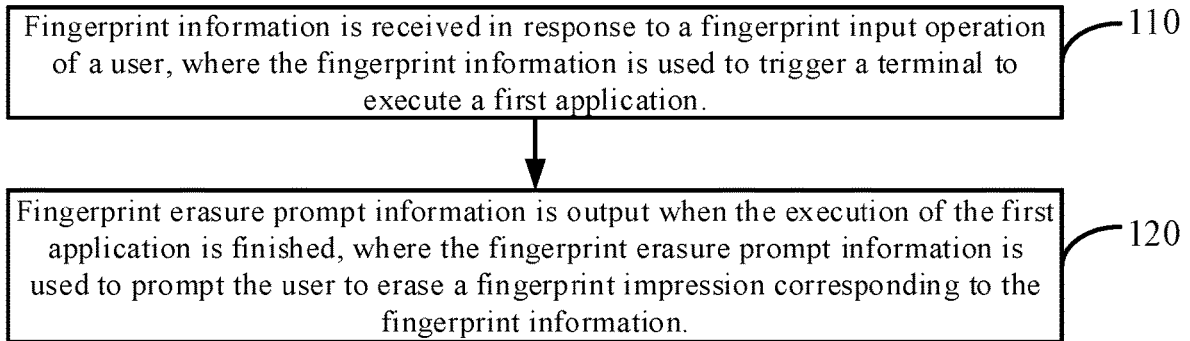 Fingerprint information is received in response to a fingerprint input operation
of a user, where the fingerprint information is used to trigger a terminal to
execute a first application.
110
Fingerprint erasure prompt information is output when the execution of the first
application is finished, where the fingerprint erasure prompt information is
used to prompt the user to erase a fingerprint impression corresponding to the
fingerprint information.
120